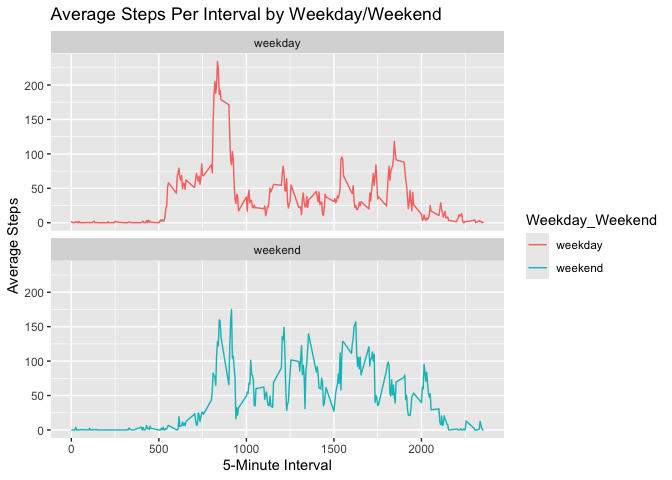 Average Steps Per Interval by Weekday/Weekend
weekday
200
150
100
50
0
weekend
200
150
100
50
0
Average Steps
0 500 1000 1500 2000
5-Minute Interval
Weekday_Weekend
weekday
weekend